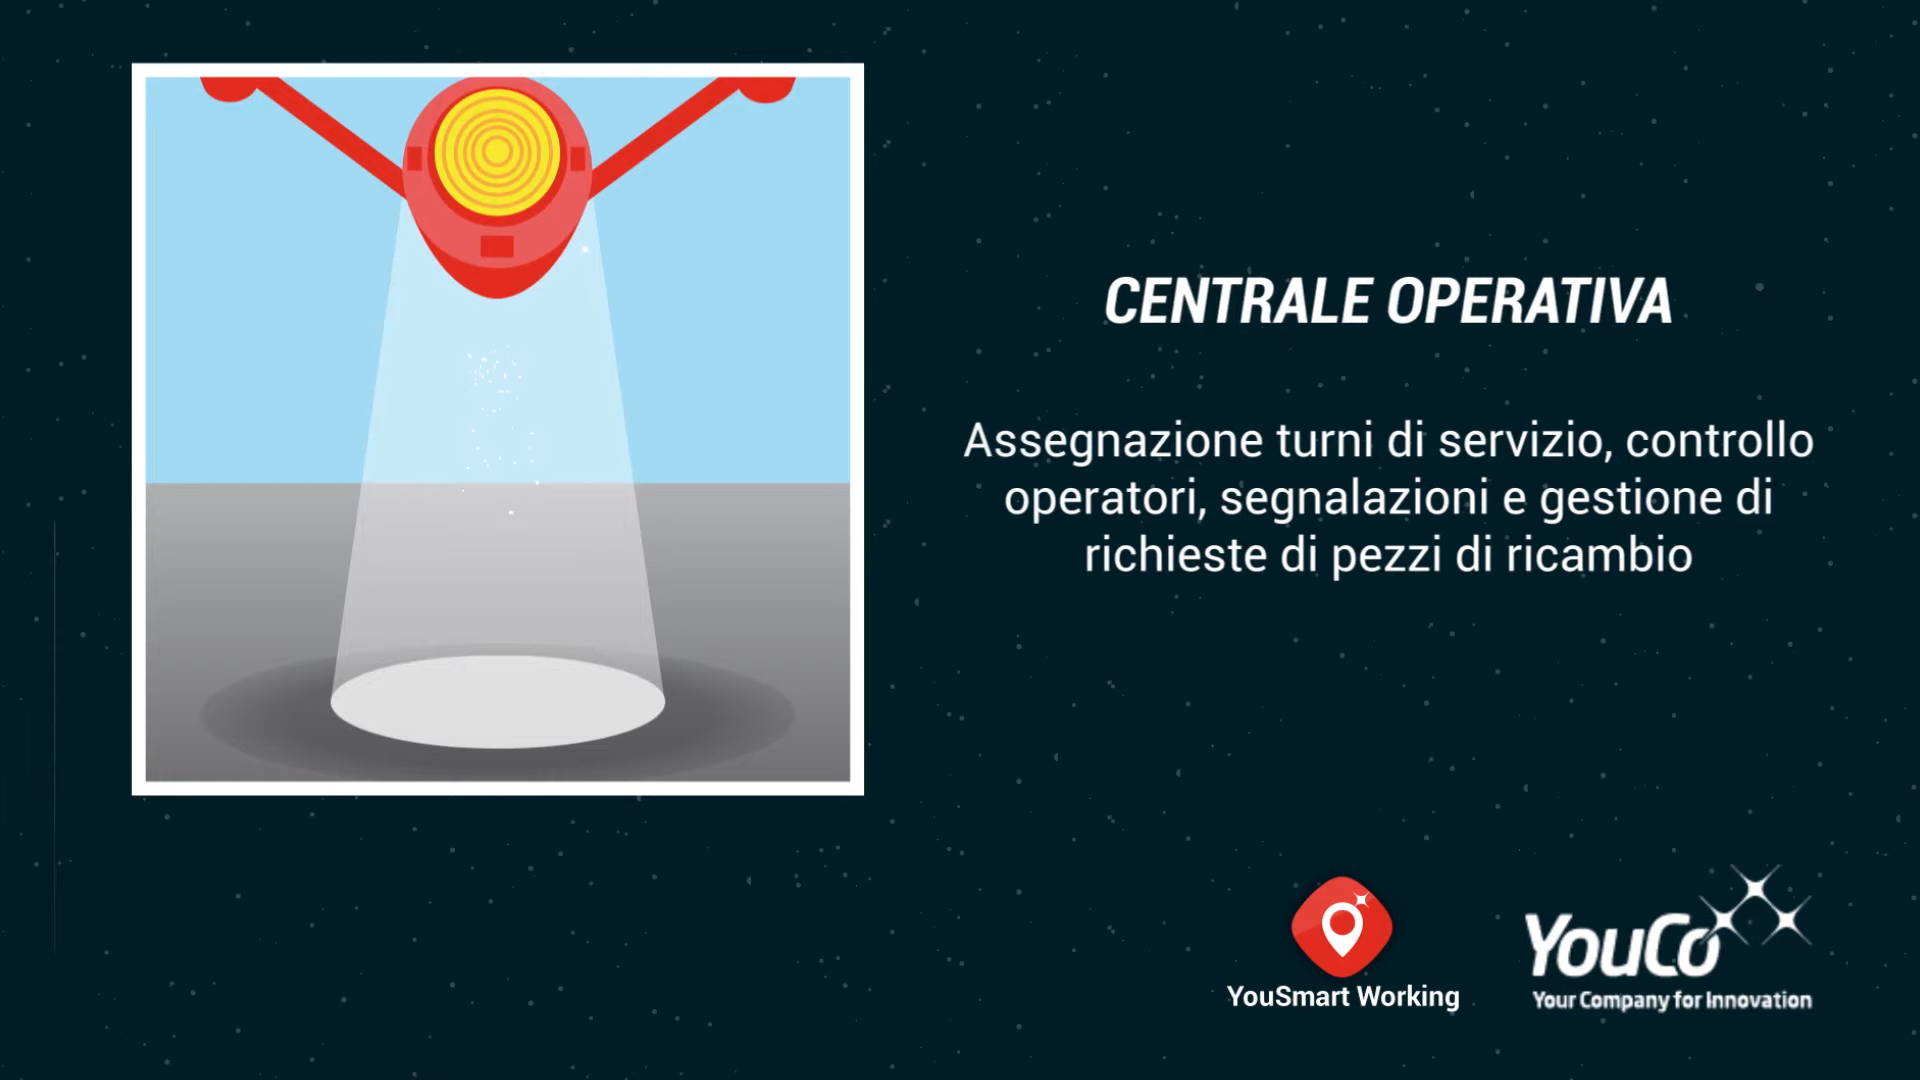 CENTRALE OPERATIVA
Assegnazione turni di servizio, controllo
operatori, segnalazioni e gestione di
richieste di pezzi di ricambio
YouSmart Working
YouCo
Your Company for Innovation